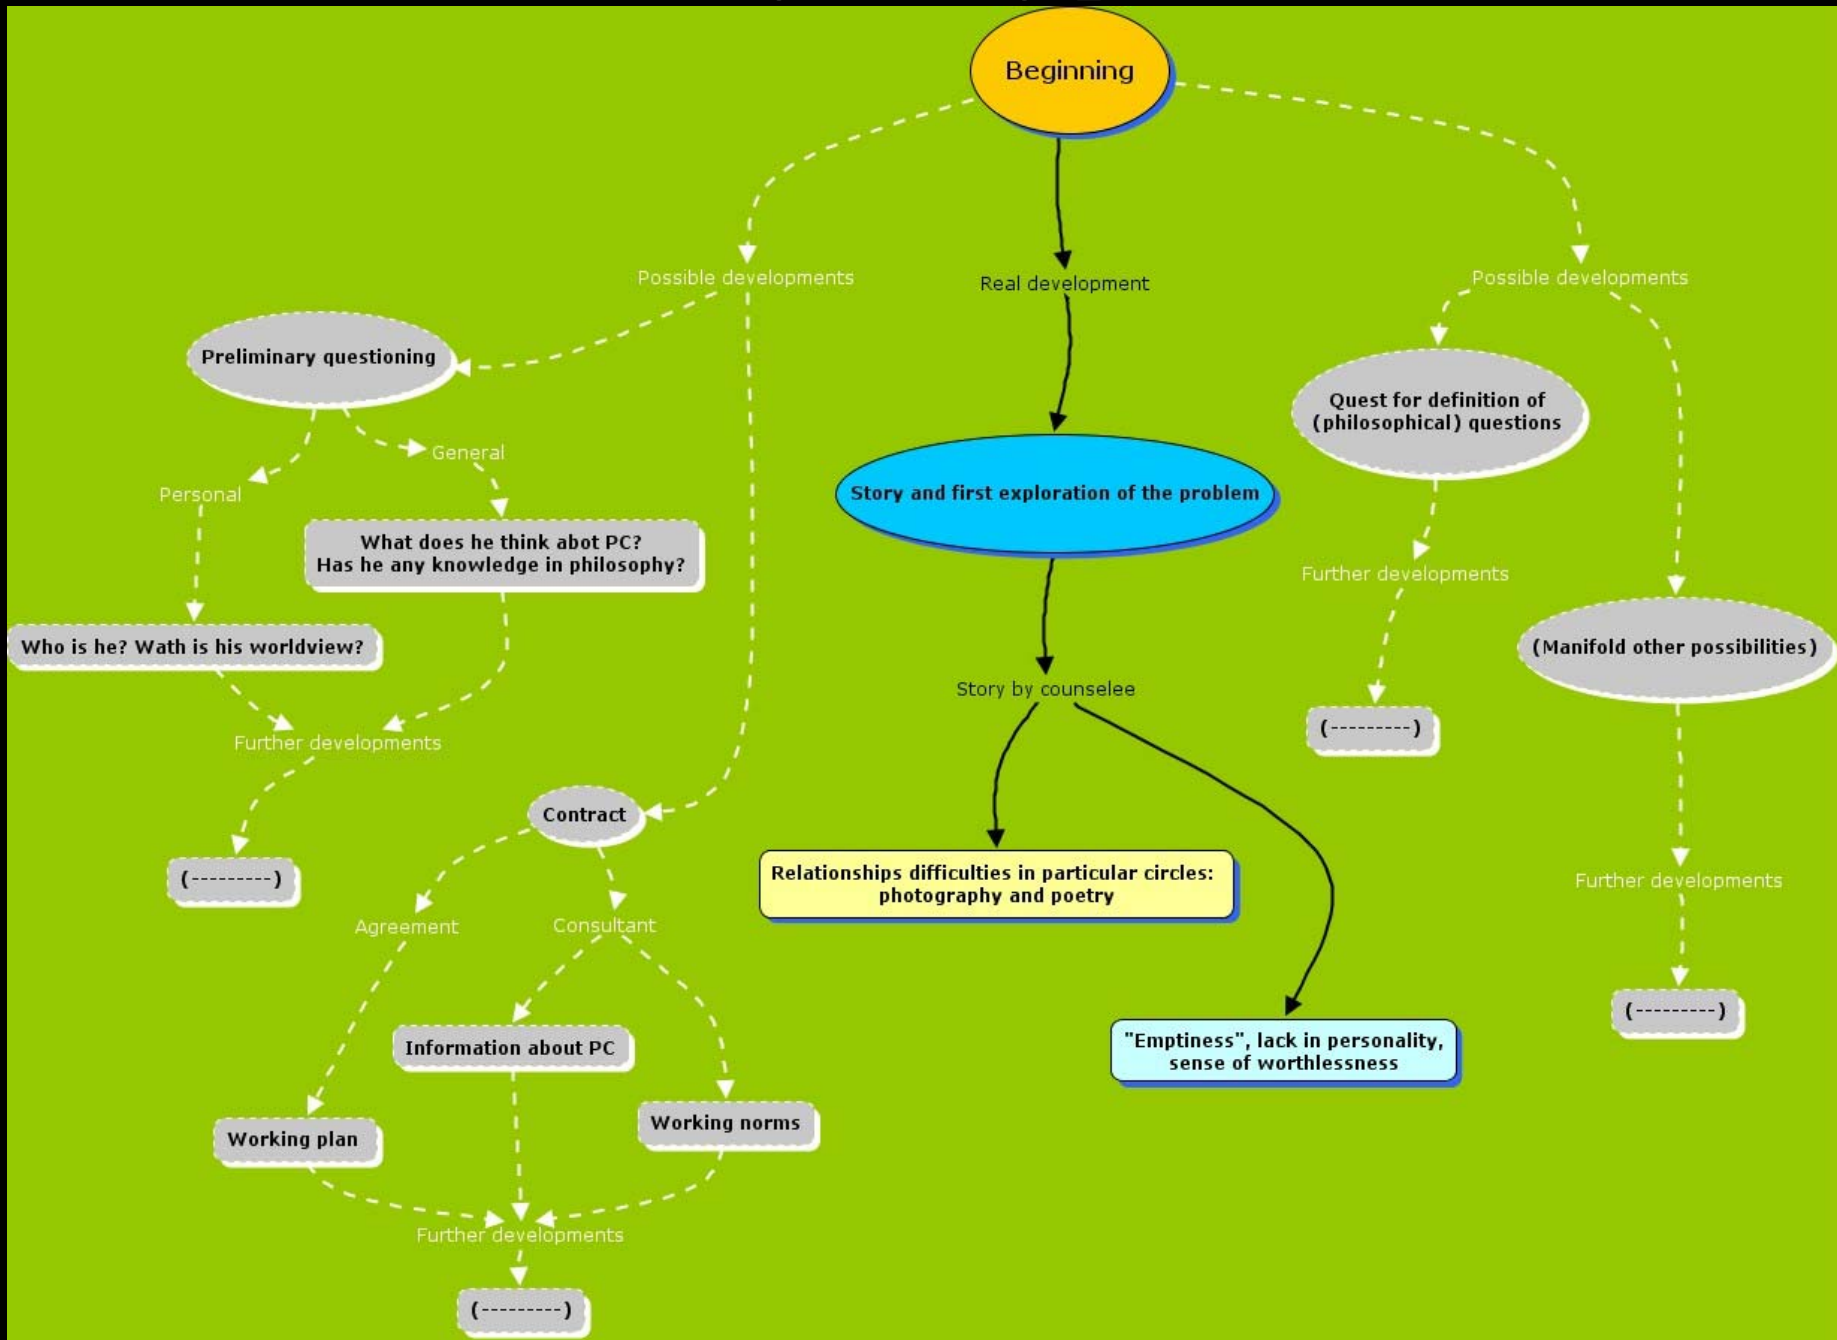 Beginning
Possible developments
Real development
Possible developments
Preliminary questioning
Quest for definition of
(philosophical) questions
General
Personal
Story and first exploration of the problem
What does he think abot PC?
Has he any knowledge in philosophy?
Further developments
Who is he? Wath is his worldview?
(Manifold other possibilities)
Story by counselee
(---------)
Further developments
Contract
Relationships difficulties in particular circles:
photography and poetry
(---------)
Further developments
Agreement
Consultant
(---------)
Information about PC
"Emptiness", lack in personality,
sense of worthlessness
Working norms
Working plan
Further developments
(---------)